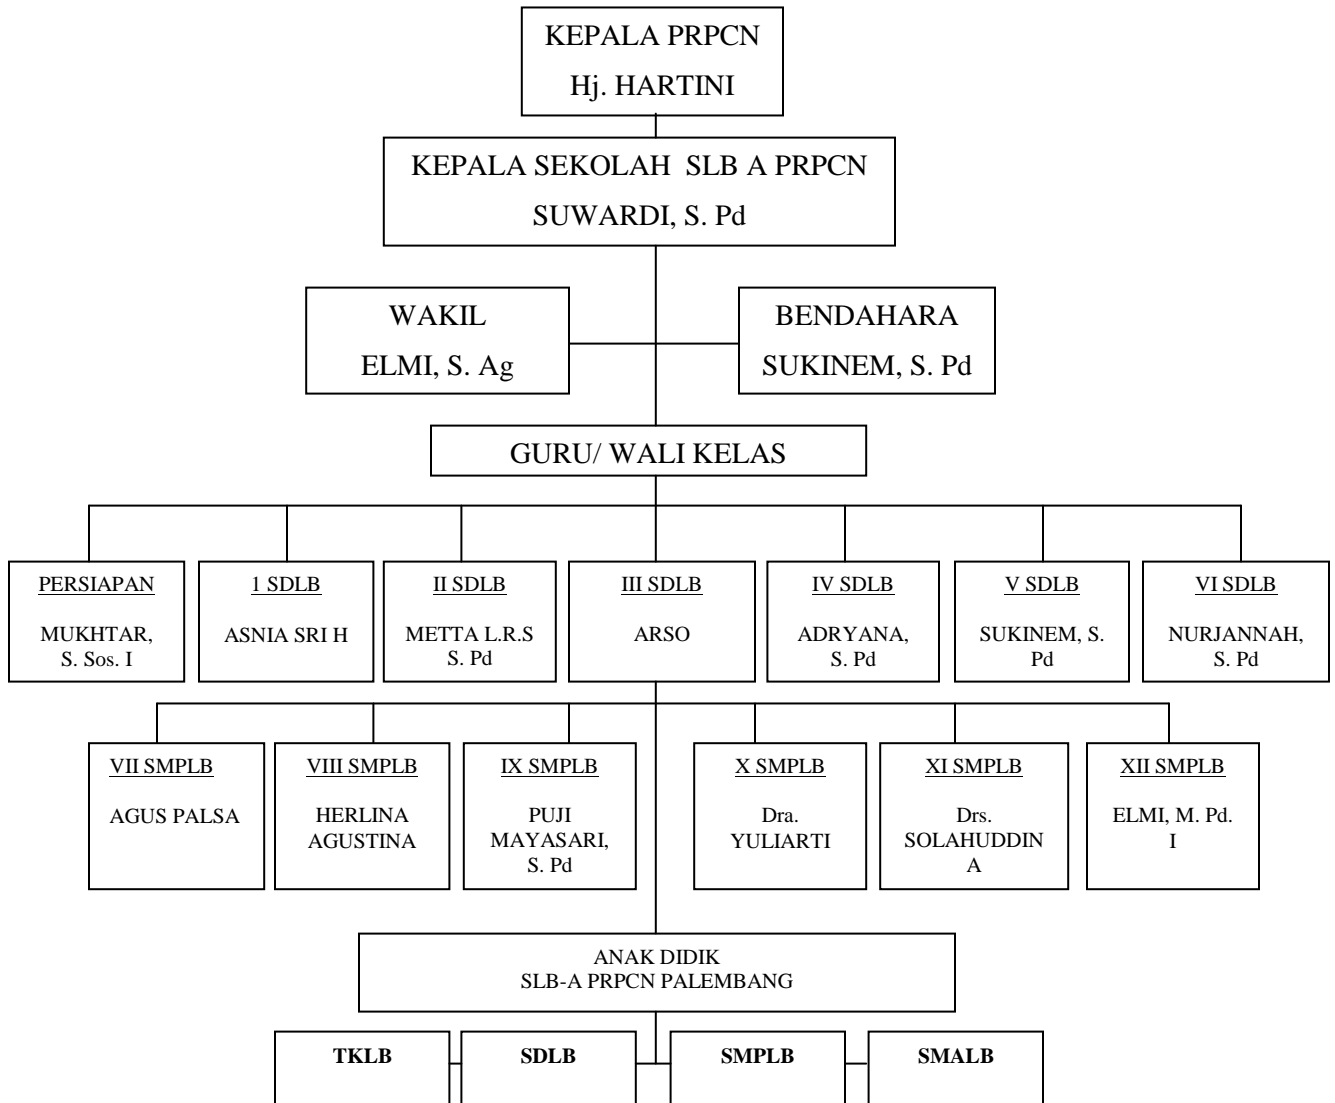 KEPALA PRPCN
Hj. HARTINI
KEPALA SEKOLAH SLB A PRPCN
SUWARDI, S. Pd
WAKIL
ELMI, S. Ag
BENDAHARA
SUKINEM, S. Pd
GURU/ WALI KELAS
PERSIAPAN
MUKHTAR,
S. Sos. I
1 SDLB
ASNIA SRI H
II SDLB
METTA L.R.S
S. Pd
III SDLB
ARSO
IV SDLB
ADRYANA,
S. Pd
V SDLB
SUKINEM, S.
Pd
VI SDLB
NURJANNAH,
S. Pd
VII SMPLB
AGUS PALSA
VIII SMPLB
HERLINA
AGUSTINA
IX SMPLB
PUJI
MAYASARI,
S. Pd
X SMPLB
Dra.
YULIARTI
XI SMPLB
Drs.
SOLAHUDDIN
A
XII SMPLB
ELMI, M. Pd.
I
ANAK DIDIK
SLB-A PRPCN PALEMBANG
TKLB
SDLB
SMPLB
SMALB